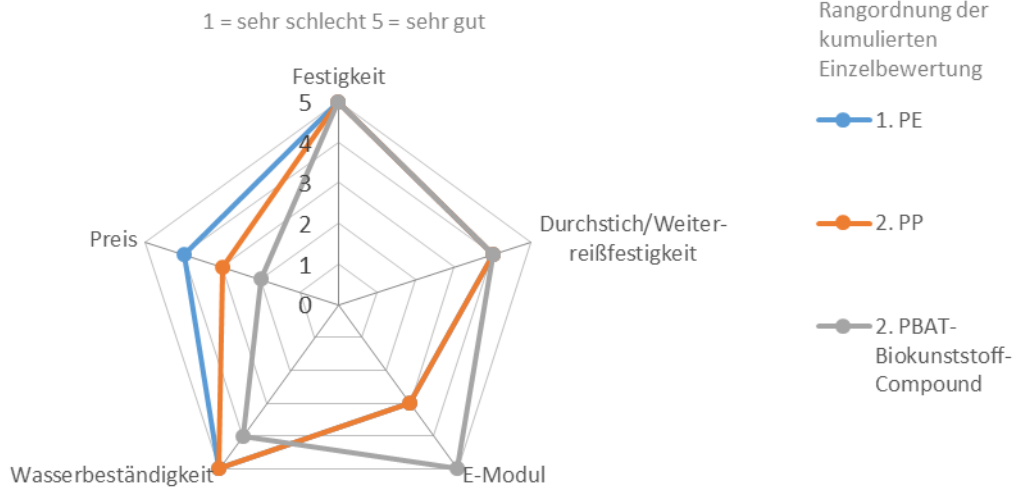 1 = sehr schlecht 5 = sehr gut
Rangordnung der
kumulierten
Einzelbewertung
Festigkeit
5
4
3
2
1
0
Durchstich/Weiter-
reißfestigkeit
E-Modul
Wasserbeständigkeit
Preis
1. PE
2. PP
2. PBAT-
Biokunststoff-
Compound